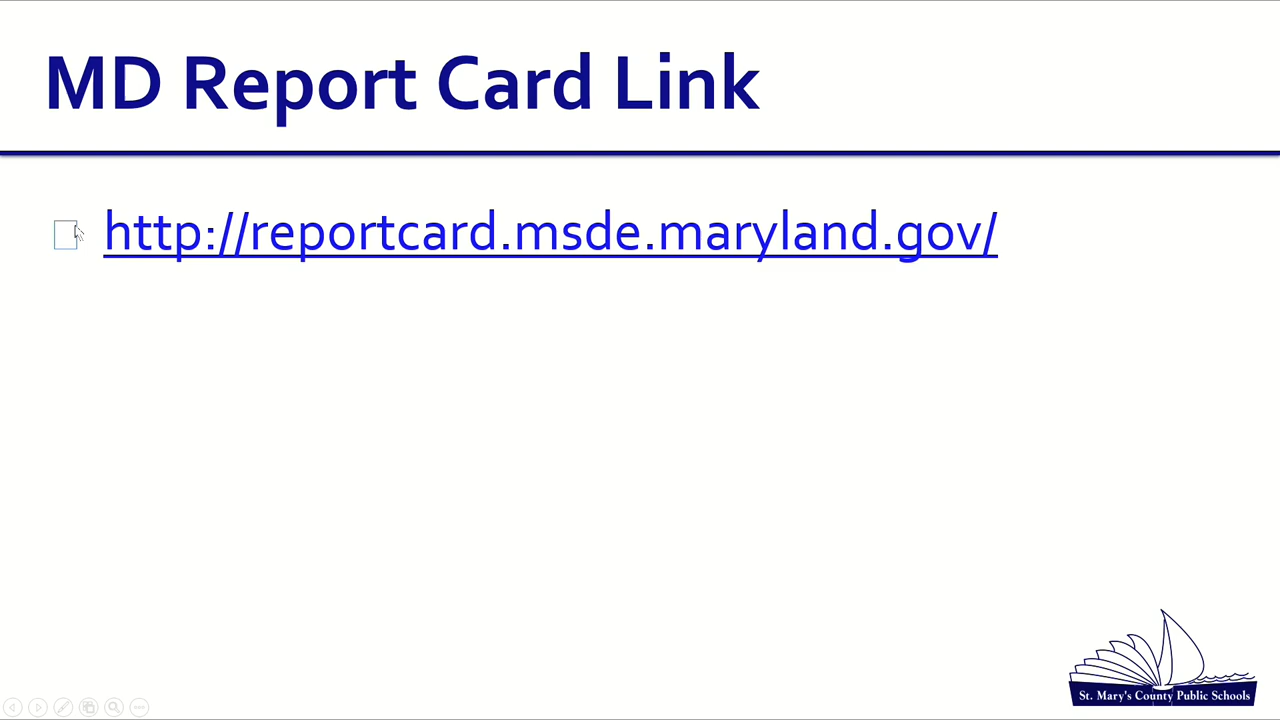 MD Report Card Link
http://reportcard.msde.maryland.gov/
St. Mary's County Public Schools